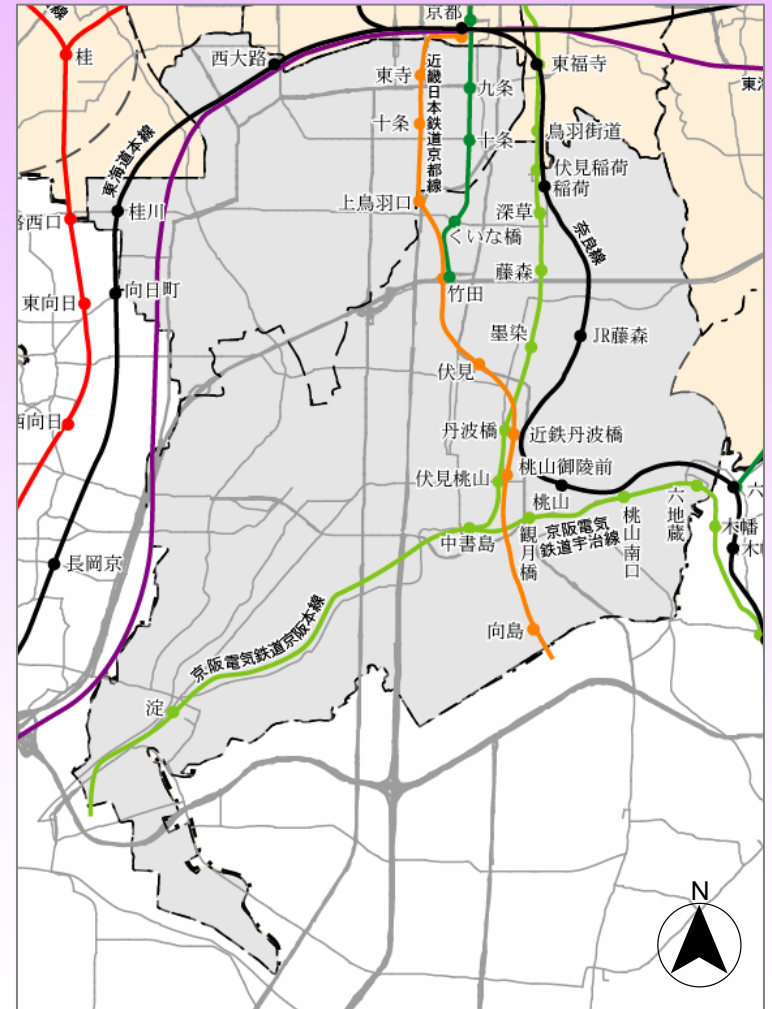 京都
桂
西大路
東寺
近畿日本鉄道京都線
東福寺
九条
十条
十条
鳥羽街道
伏見稲荷
稲荷
東海道本線
桂川
上鳥羽口
深草
くいな橋
奈良線
西口
藤森
向日町
竹田
東向日
墨染
JR藤森
伏見
西向日
丹波橋
近鉄丹波橋
桃山御陵前
伏見桃山
桃山
六地蔵
中書島
観月橋
京阪電気
鉄道宇治線
桃山南口
木幡
長岡京
向島
京阪電気鉄道京阪本線
淀
N